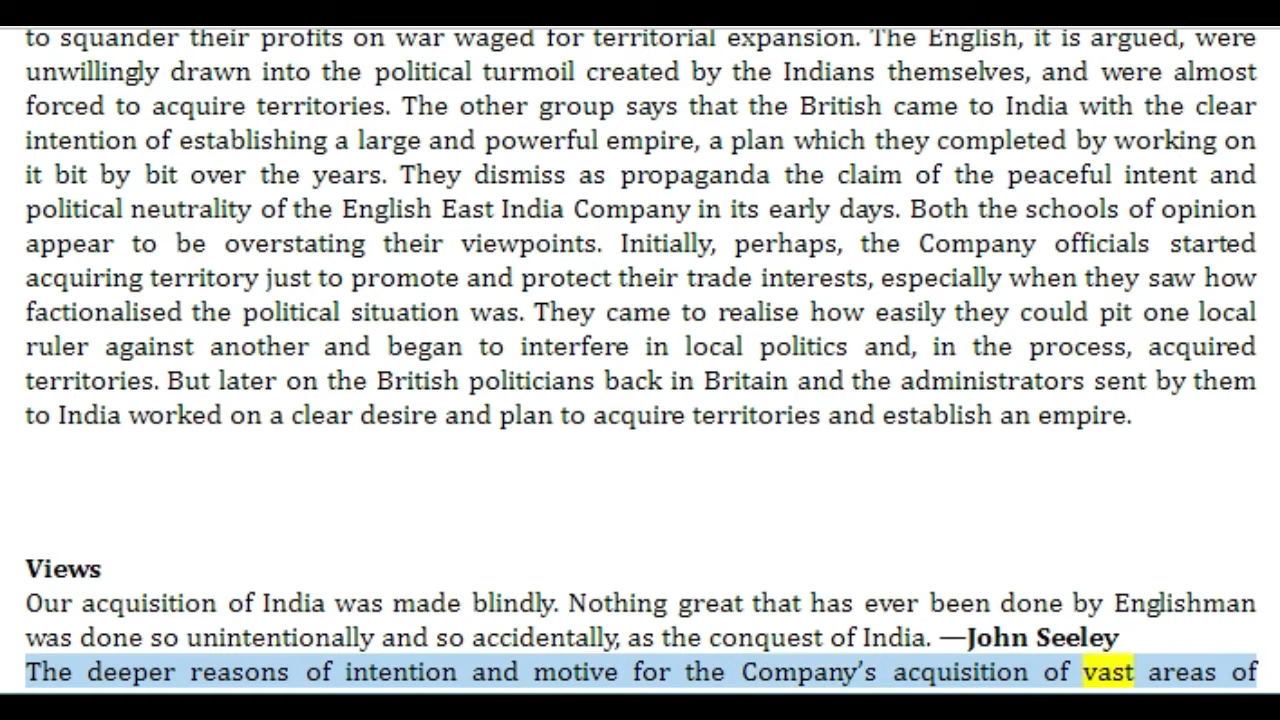 to squander their profits on war waged for territorial expansion. The English, it is argued, were
unwillingly drawn into the political turmoil created by the Indians themselves, and were almost
forced to acquire territories. The other group says that the British came to India with the clear
intention of establishing a large and powerful empire, a plan which they completed by working on
it bit by bit over the years. They dismiss as propaganda the claim of the peaceful intent and
political neutrality of the English East India Company in its early days. Both the schools of opinion
appear to be overstating their viewpoints. Initially, perhaps, the Company officials started
acquiring territory just to promote and protect their trade interests, especially when they saw how
factionalised the political situation was. They came to realise how easily they could pit one local
ruler against another and began to interfere in local politics and, in the process, acquired
territories. But later on the British politicians back in Britain and the administrators sent by them
to India worked on a clear desire and plan to acquire territories and establish an empire.
Views
Our acquisition of India was made blindly. Nothing great that has ever been done by Englishman
was done so unintentionally and so accidentally, as the conquest of India. —John Seeley
The deeper reasons of intention and motive for the Company’s acquisition of vast areas of